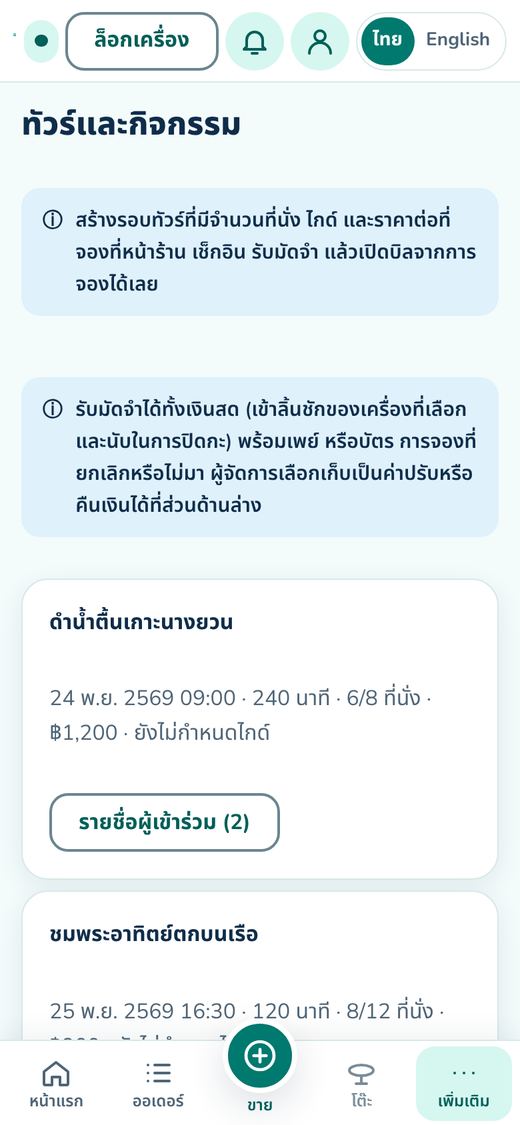 ล็อกเครื่อง
ไทย
English
ทัวร์และกิจกรรม
สร้างรอบทัวร์ที่มีจำนวนที่นั่ง ไกด์ และราคาต่อที่
จองที่หน้าร้าน เช็กอิน รับมัดจำ แล้วเปิดบิลจากการ
จองได้เลย
รับมัดจำได้ทั้งเงินสด (เข้าลิ้นชักของเครื่องที่เลือก
และนับในการปิดกะ) พร้อมเพย์ หรือบัตร การจองที่
ยกเลิกหรือไม่มา ผู้จัดการเลือกเก็บเป็นค่าปรับหรือ
คืนเงินได้ที่ส่วนด้านล่าง
ดำน้ำตื้นเกาะนางยวน
24 พ.ย. 2569 09:00 · 240 นาที · 6/8 ที่นั่ง ·
฿1,200 · ยังไม่กำหนดไกด์
รายชื่อผู้เข้าร่วม (2)
ชมพระอาทิตย์ตกบนเรือ
25 พ.ย. 2569 16:30 · 120 นาที · 8/12 ที่นั่ง ·
หน้าแรก
ออเดอร์
ขาย
โต๊ะ
เพิ่มเติม